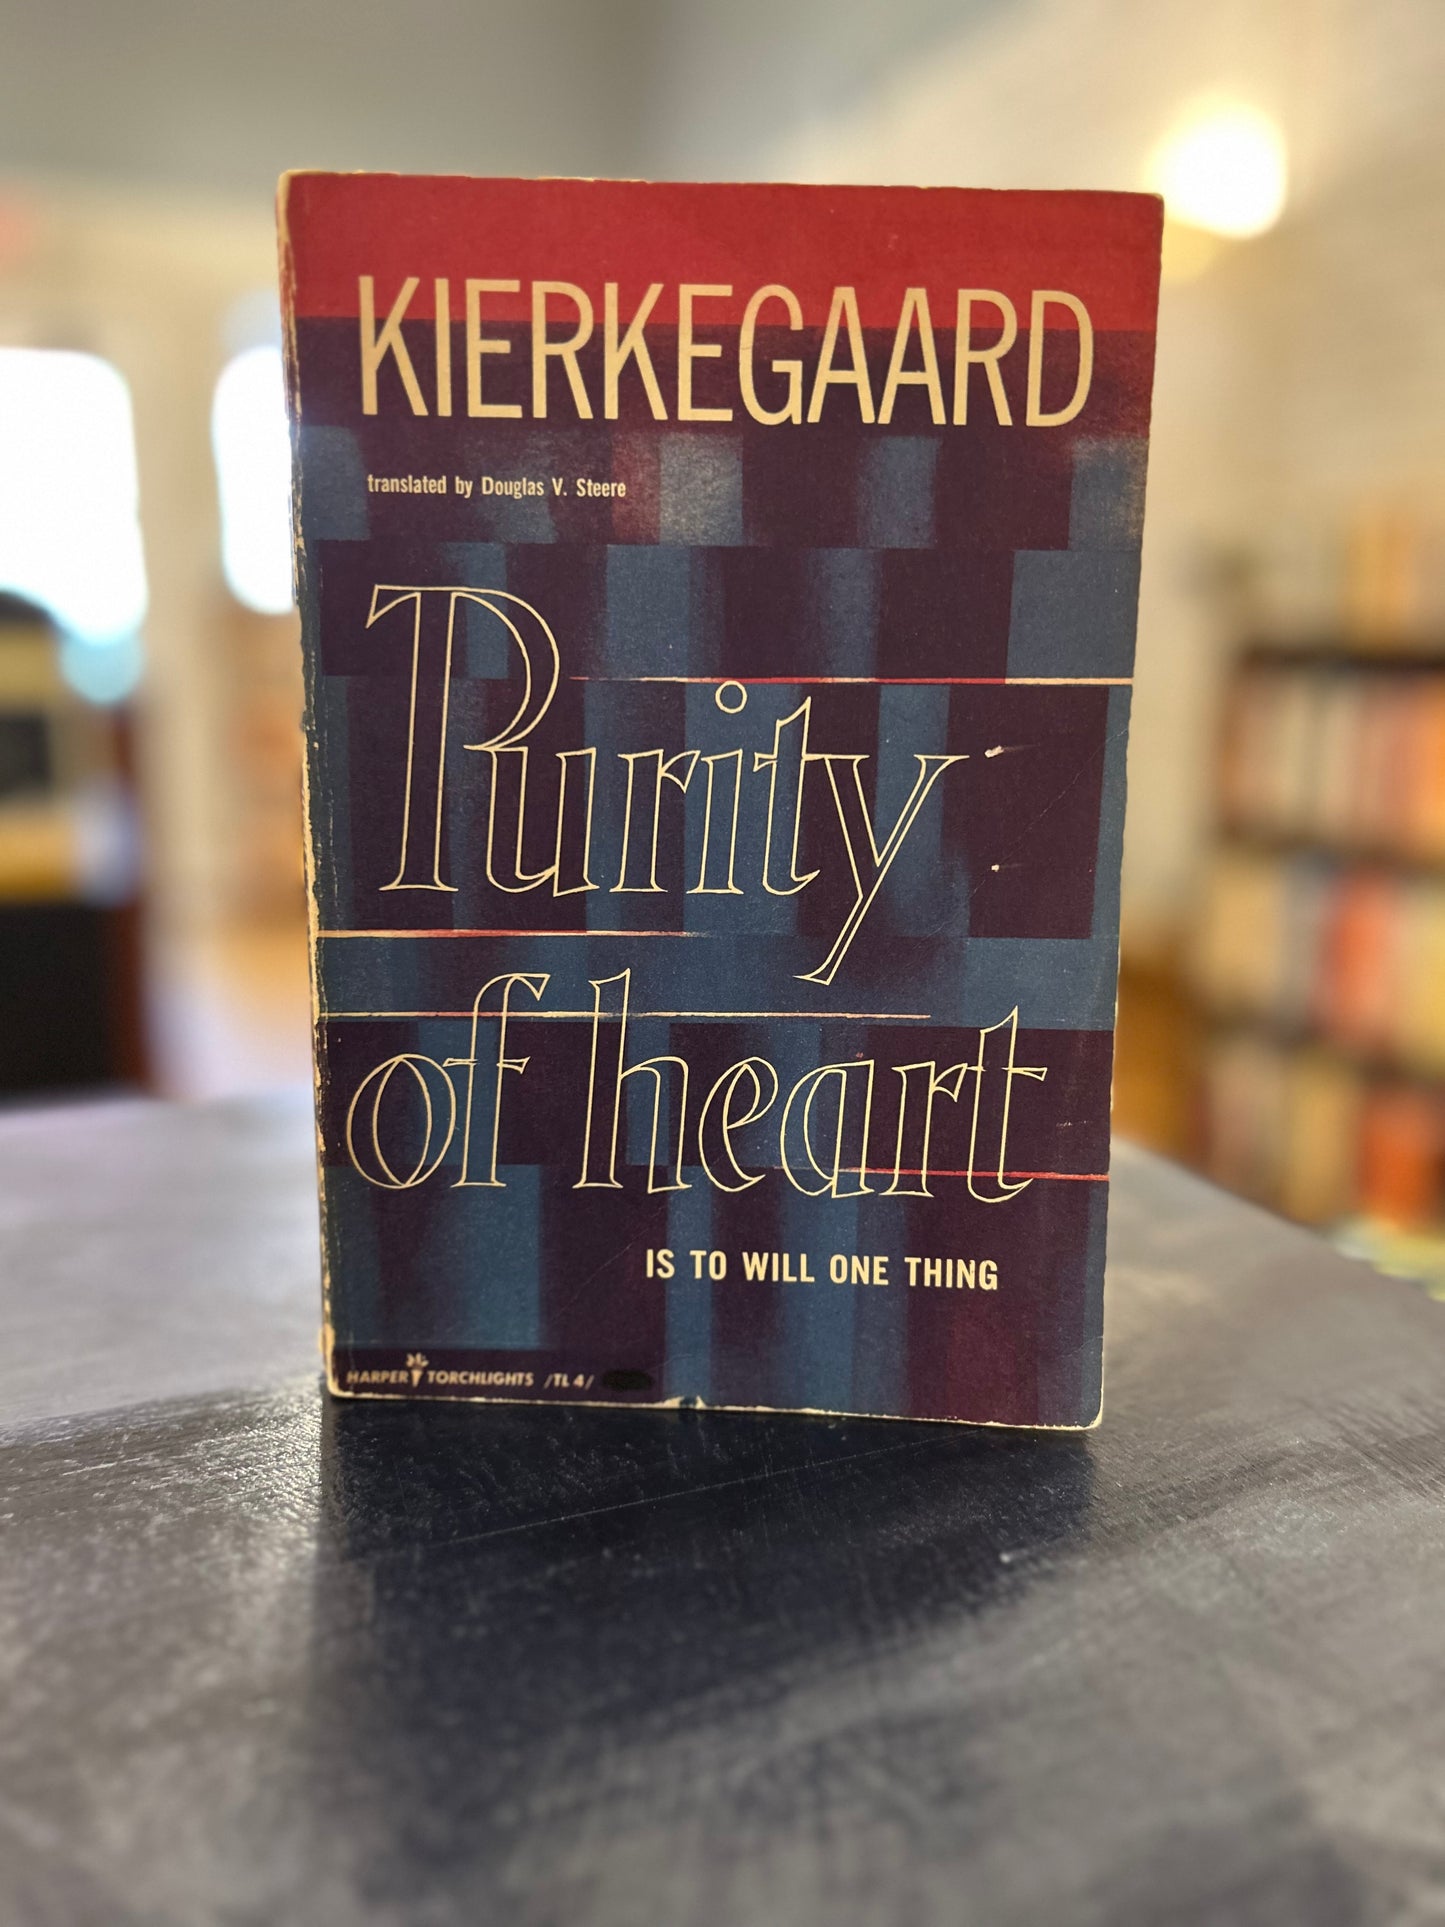 KIERKEGAARD
translated by Douglas V. Steere
Purity
of heart
IS TO WILL ONE THING
HARPER TORCHLIGHTS /TL 4/